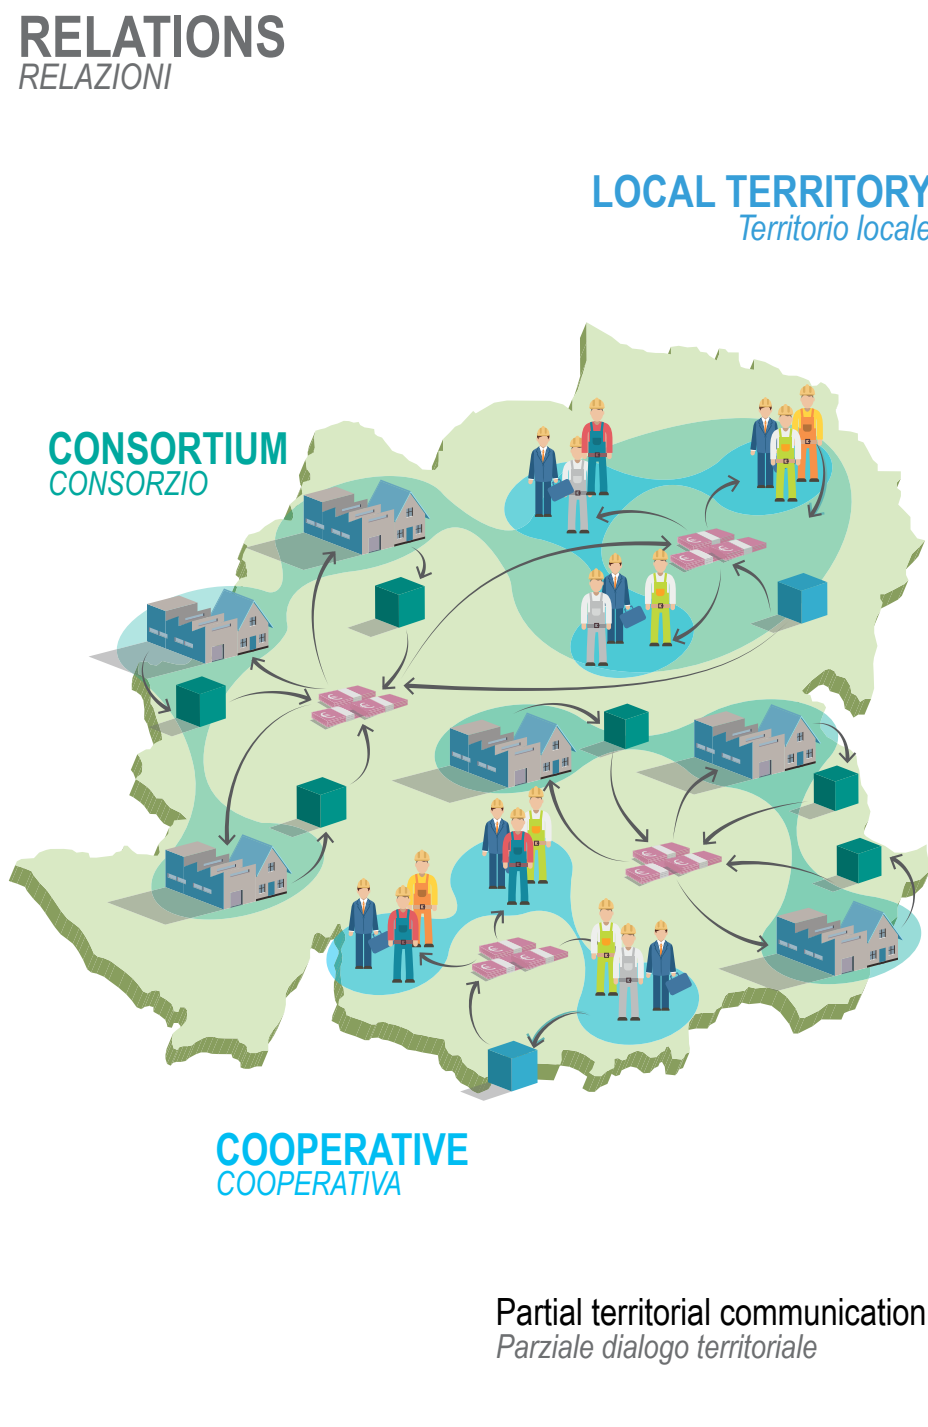 RELATIONS
RELAZIONI
LOCAL TERRITORY
Territorio locale
CONSORTIUM
CONSORZIO
COOPERATIVE
COOPERATIVA
Partial territorial communication
Parziale dialogo territoriale